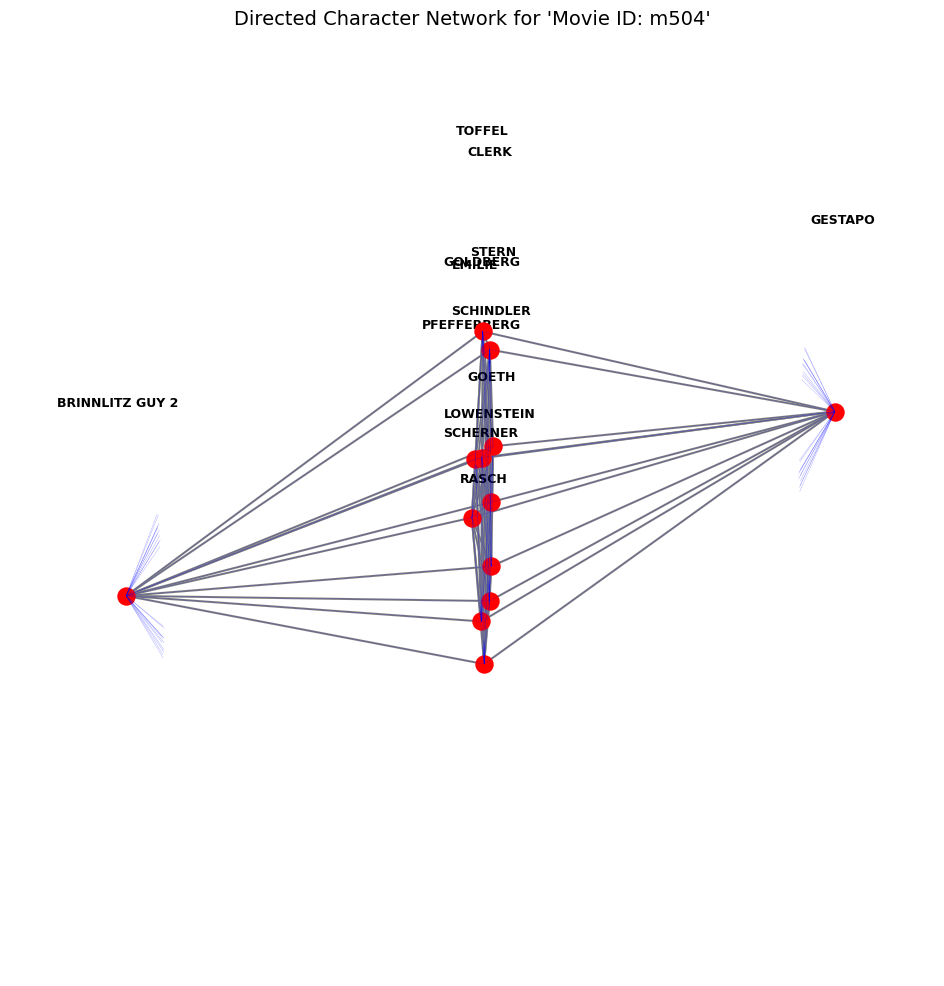 Directed Character Network for 'Movie ID: m504'
TOFFEL
CLERK
GESTAPO
STERN
GOLDBERG
EMILIE
SCHINDLER
PFEFFERBERG
GOETH
BRINNLITZ GUY 2
LOWENSTEIN
SCHERNER
RASCH